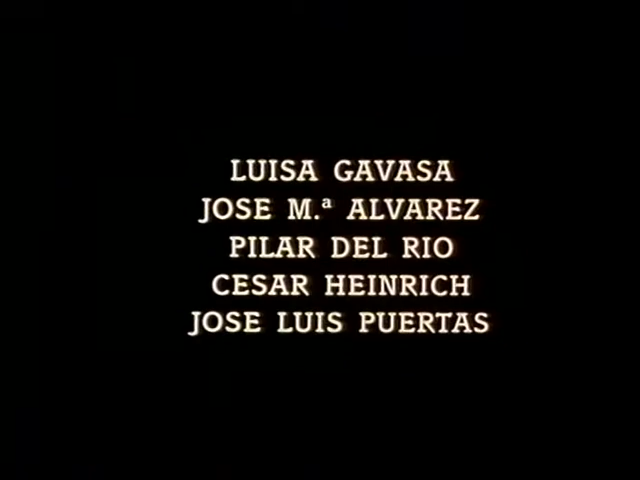 LUISA GAVASA
JOSE M.ª ALVAREZ
PILAR DEL RIO
CESAR HEINRICH
JOSE LUIS PUERTAS